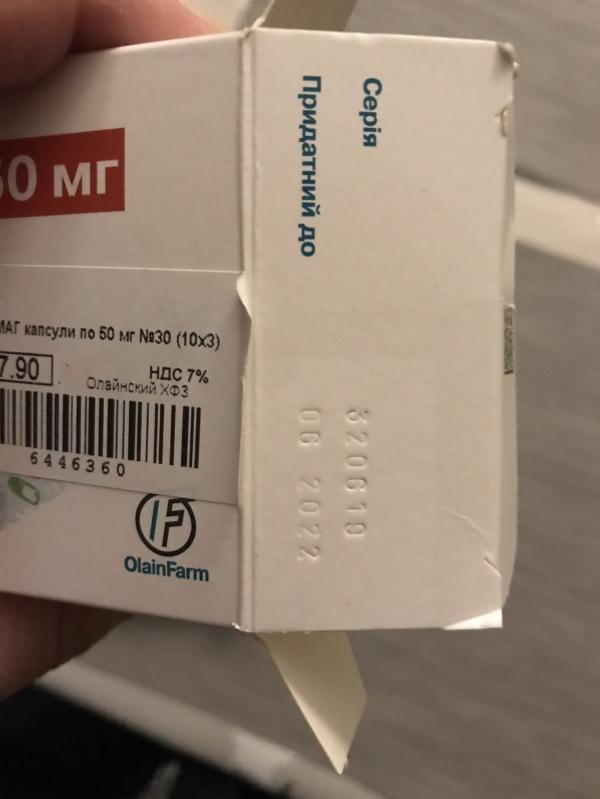 50 мг
МАГ капсули по 50 мг №30 (10x3)
7.90
НДС 7%
Олайнский ХФЗ
6446360
OlainFarm
Серія
Придатний до
320619
06 2022